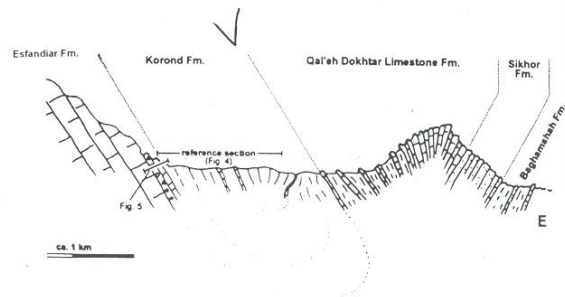 Esfandiar Fm.
Korond Fm.
Qal'eh Dokhtar Limestone Fm.
Sikhor
Fm.
Baghamshah Fm.
reference section
(Fig. 4)
Fig. 5
E
ca. 1 km